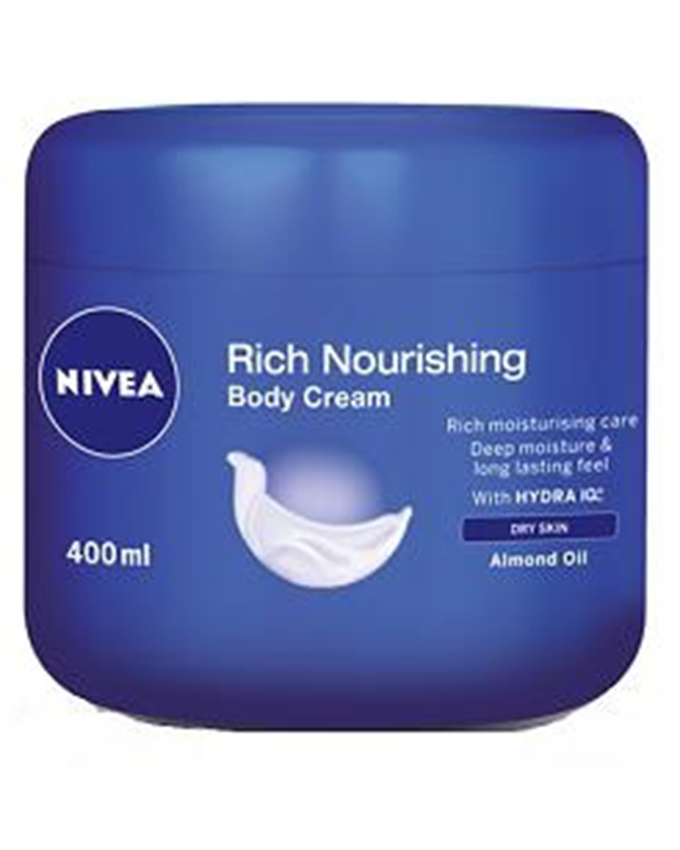 NIVEA
Rich Nourishing
Body Cream
Rich moisturising care
Deep moisture &
long lasting feel
With HYDRA IQ
DRY SKIN
Almond Oil
400ml